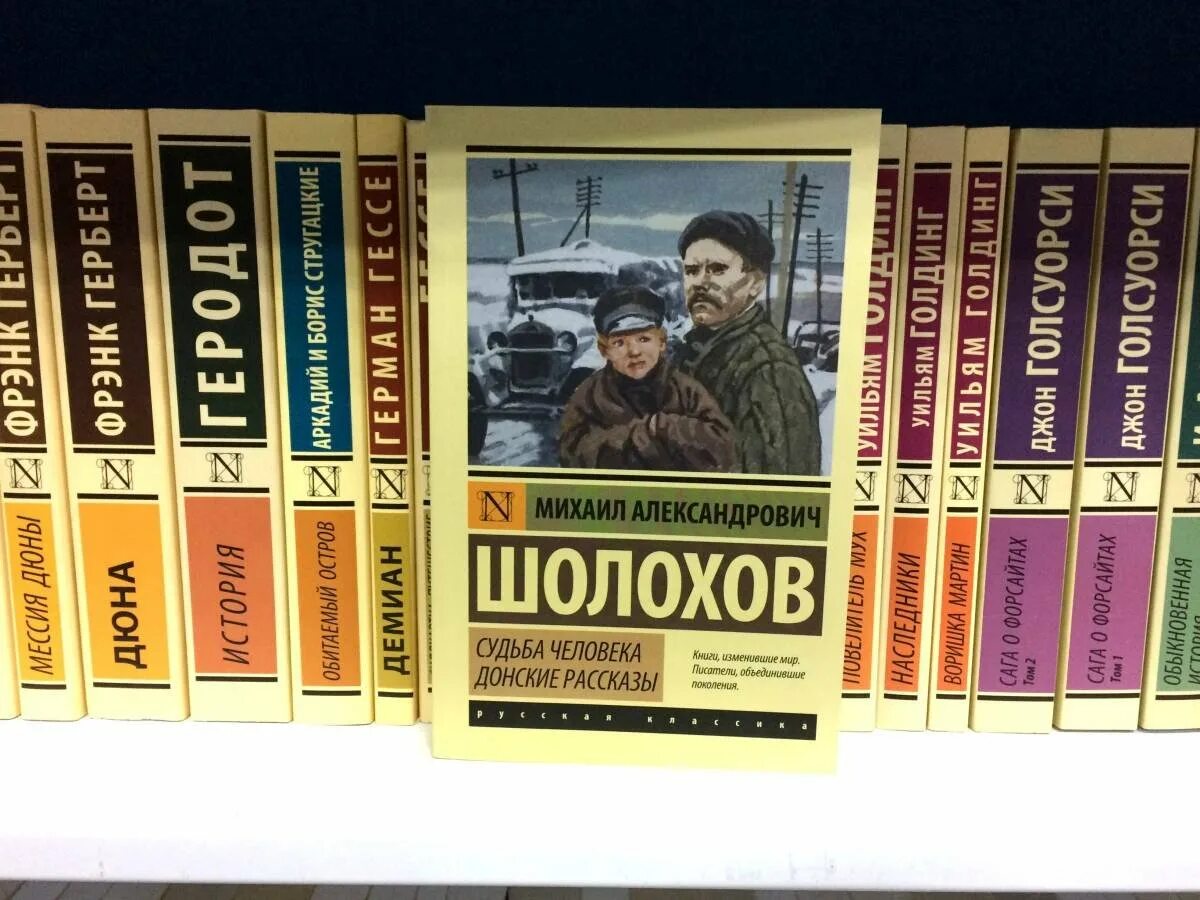 ФРЭНК ГЕРБЕРТ
МЕССИЯ ДЮНЫ
ФРЭНК ГЕРБЕРТ
ДЮНА
ГЕРОДОТ
ИСТОРИЯ
АРКАДИЙ И БОРИС СТРУГАЦКИЕ
ОБИТАЕМЫЙ ОСТРОВ
ГЕРМАН ГЕССЕ
ДЕМИАН
N
МИХАИЛ АЛЕКСАНДРОВИЧ
ШОЛОХОВ
СУДЬБА ЧЕЛОВЕКА
ДОНСКИЕ РАССКАЗЫ
Книги, изменившие мир.
Писатели, объединившие
поколения.
русская классика
УИЛЬЯМ ГОЛДИНГ
ПОВЕЛИТЕЛЬ МУХ
УИЛЬЯМ ГОЛДИНГ
НАСЛЕДНИКИ
УИЛЬЯМ ГОЛДИНГ
ВОРИШКА МАРТИН
ДЖОН ГОЛСУОРСИ
САГА О ФОРСАЙТАХ
Том 2
ДЖОН ГОЛСУОРСИ
САГА О ФОРСАЙТАХ
Том 1
ОБЫКНОВЕННАЯ